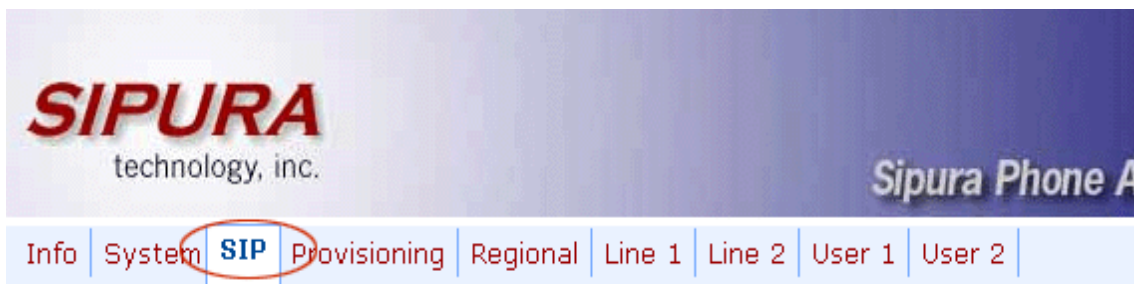 SIPURA
technology, inc.
Sipura Phone A
Info System SIP Provisioning Regional Line 1 Line 2 User 1 User 2